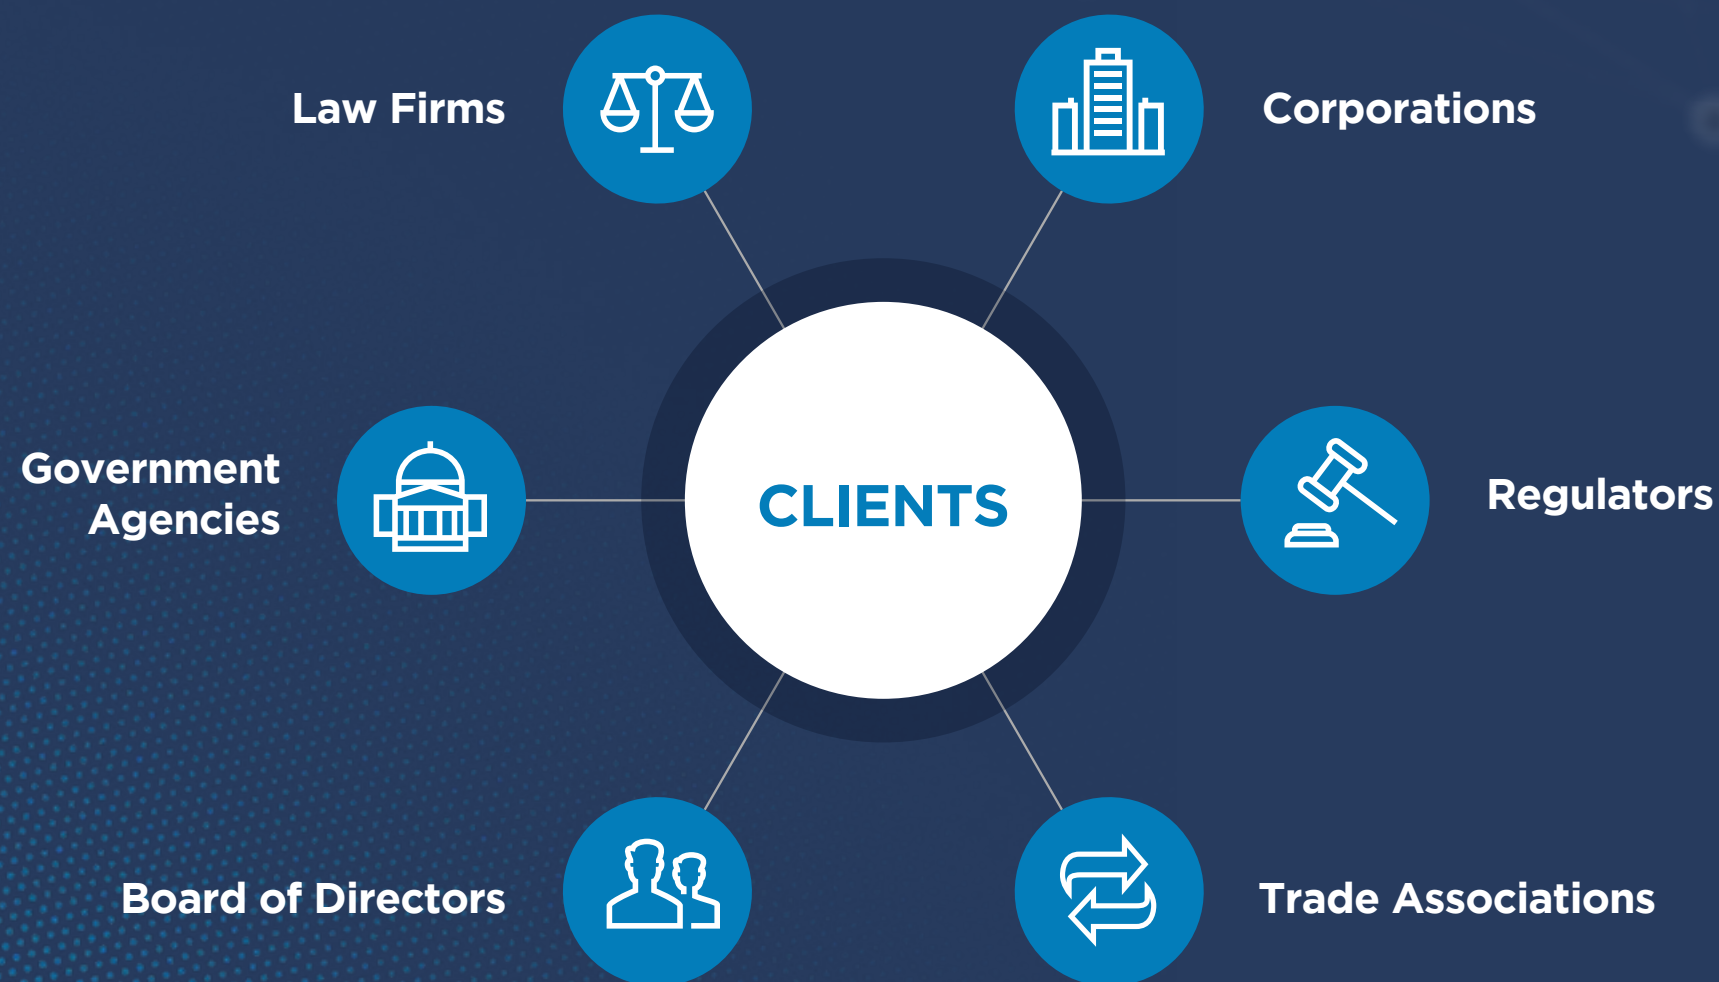 Law Firms
Corporations
Government
Agencies
CLIENTS
Regulators
Board of Directors
Trade Associations